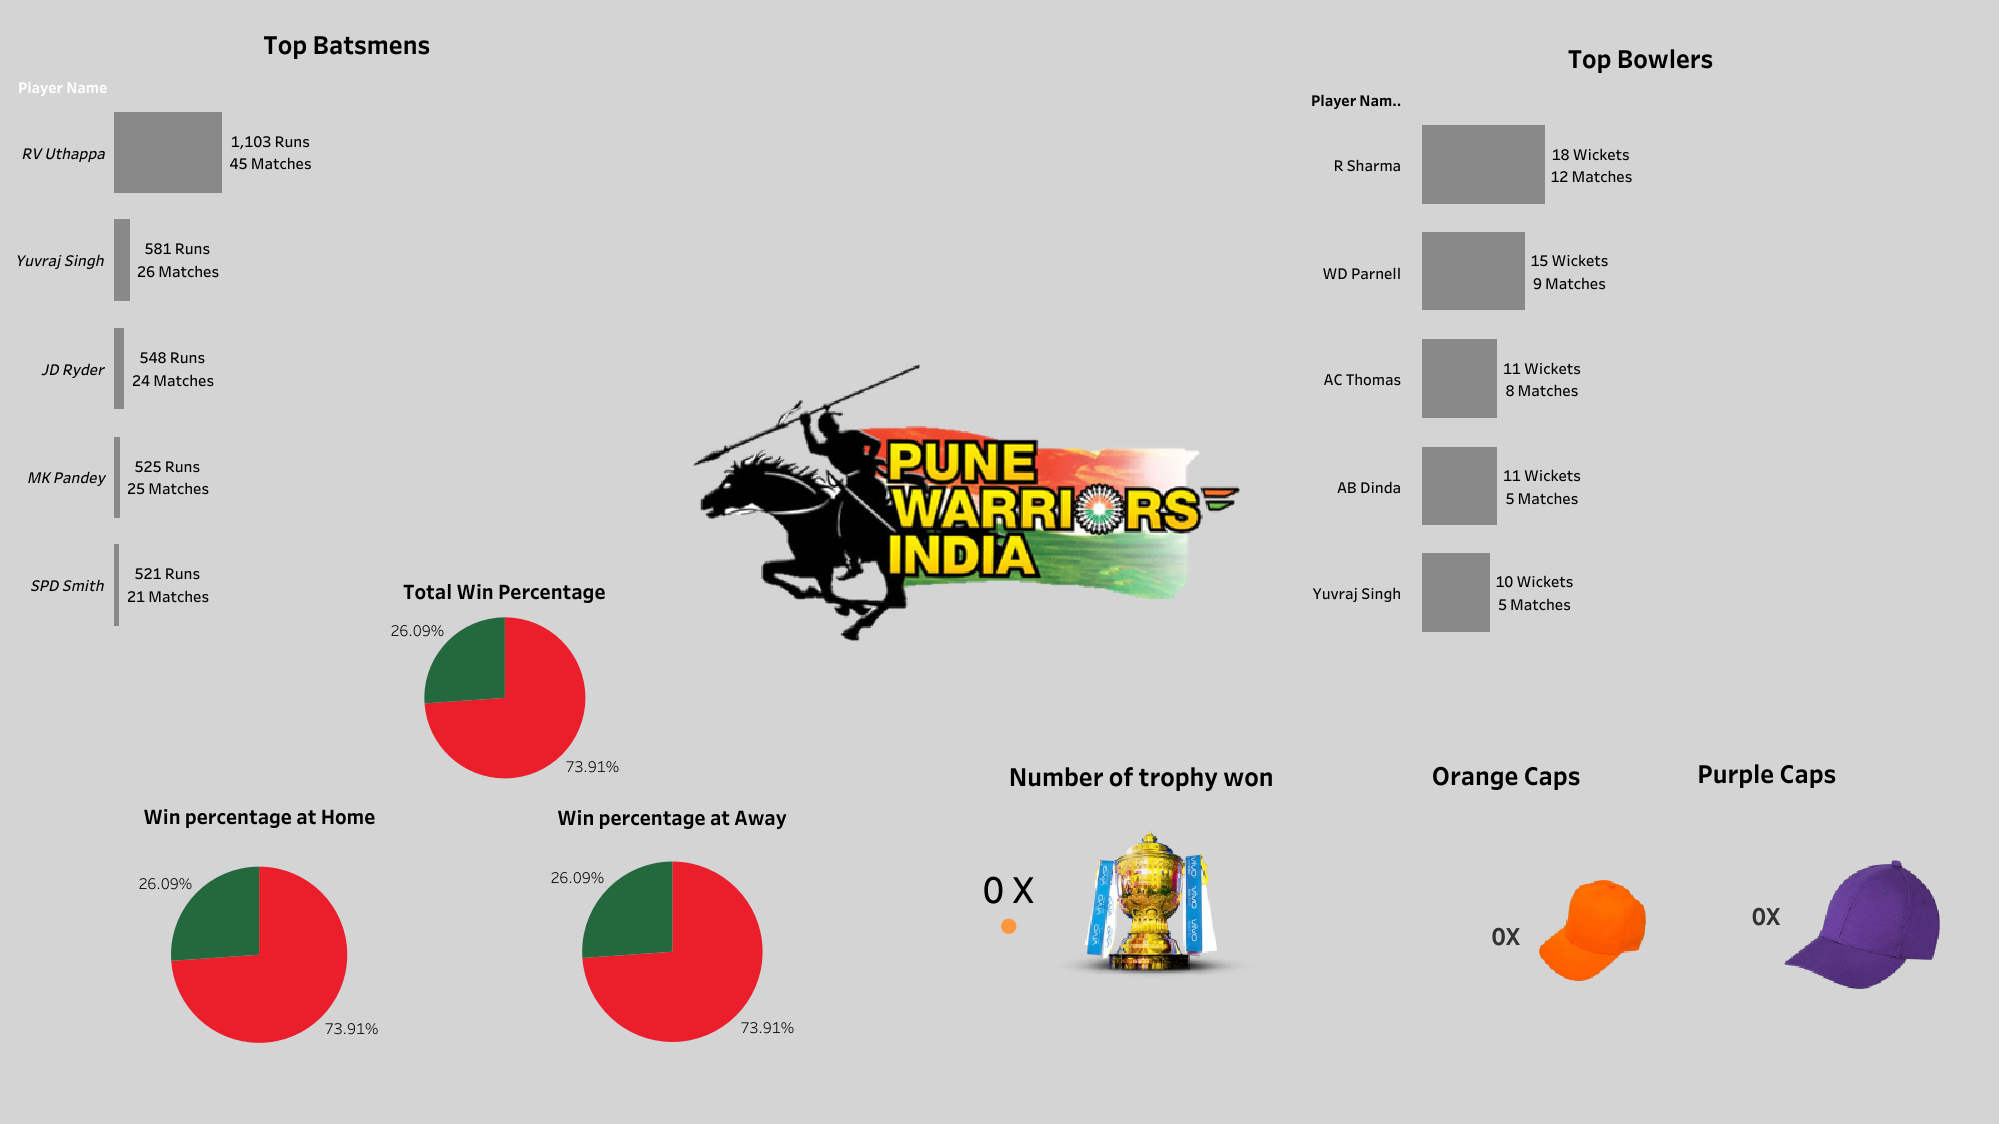 Top Batsmens
Player Name
RV Uthappa
1,103 Runs
45 Matches
Yuvraj Singh
581 Runs
26 Matches
JD Ryder
548 Runs
24 Matches
MK Pandey
525 Runs
25 Matches
SPD Smith
521 Runs
21 Matches
Top Bowlers
Player Nam..
R Sharma
18 Wickets
12 Matches
WD Parnell
15 Wickets
9 Matches
AC Thomas
11 Wickets
8 Matches
AB Dinda
11 Wickets
5 Matches
Yuvraj Singh
10 Wickets
5 Matches
PUNE
WARRIORS
INDIA
Total Win Percentage
26.09%
73.91%
Win percentage at Home
26.09%
73.91%
Win percentage at Away
26.09%
73.91%
Number of trophy won
0 X
Orange Caps
0X
Purple Caps
0X